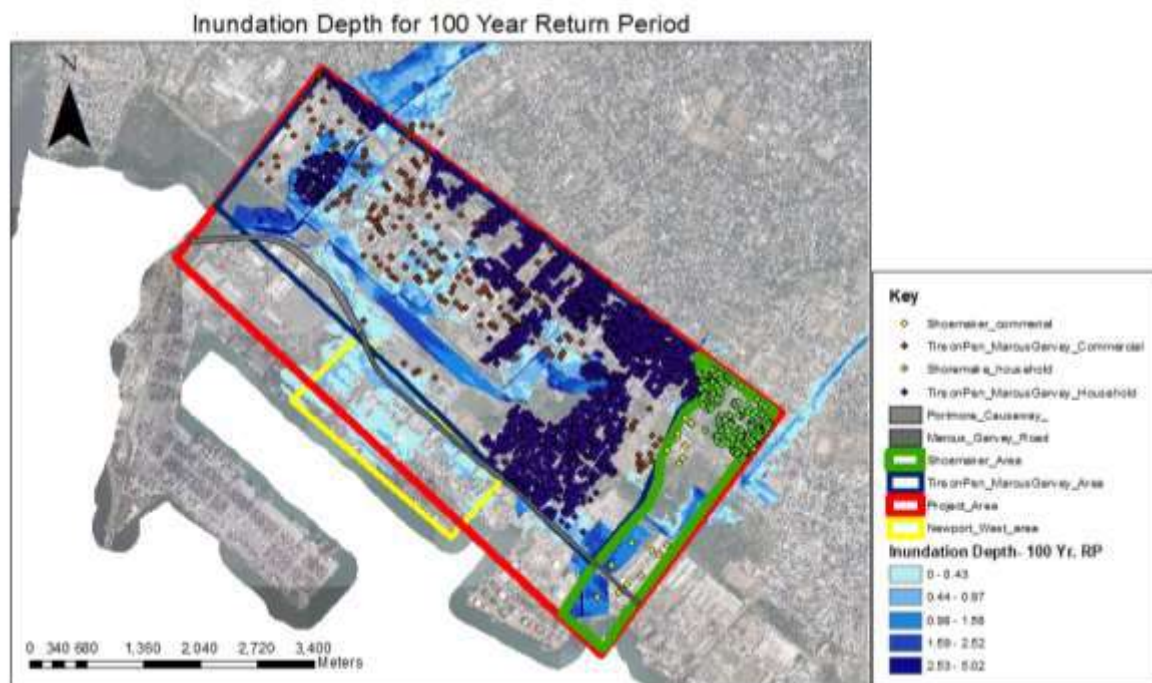 Inundation Depth for 100 Year Return Period
N
0 340 680 1,360 2,040 2,720 3,400
Meters
Key
Shoemaker_commerial
TinsonPen_MarcusGarvey_Commercial
Shoremake_household
TinsonPen_MarcusGarvey_Household
Portmore_Causeway_
Marcus_Garvey_Road
Shoemaker_Area
TinsonPen_MarcusGarvey_Area
Project_Area
Newport_West_area
Inundation Depth- 100 Yr. RP
0 - 0.43
0.44 - 0.97
0.98 - 1.58
1.59 - 2.52
2.53 - 5.02